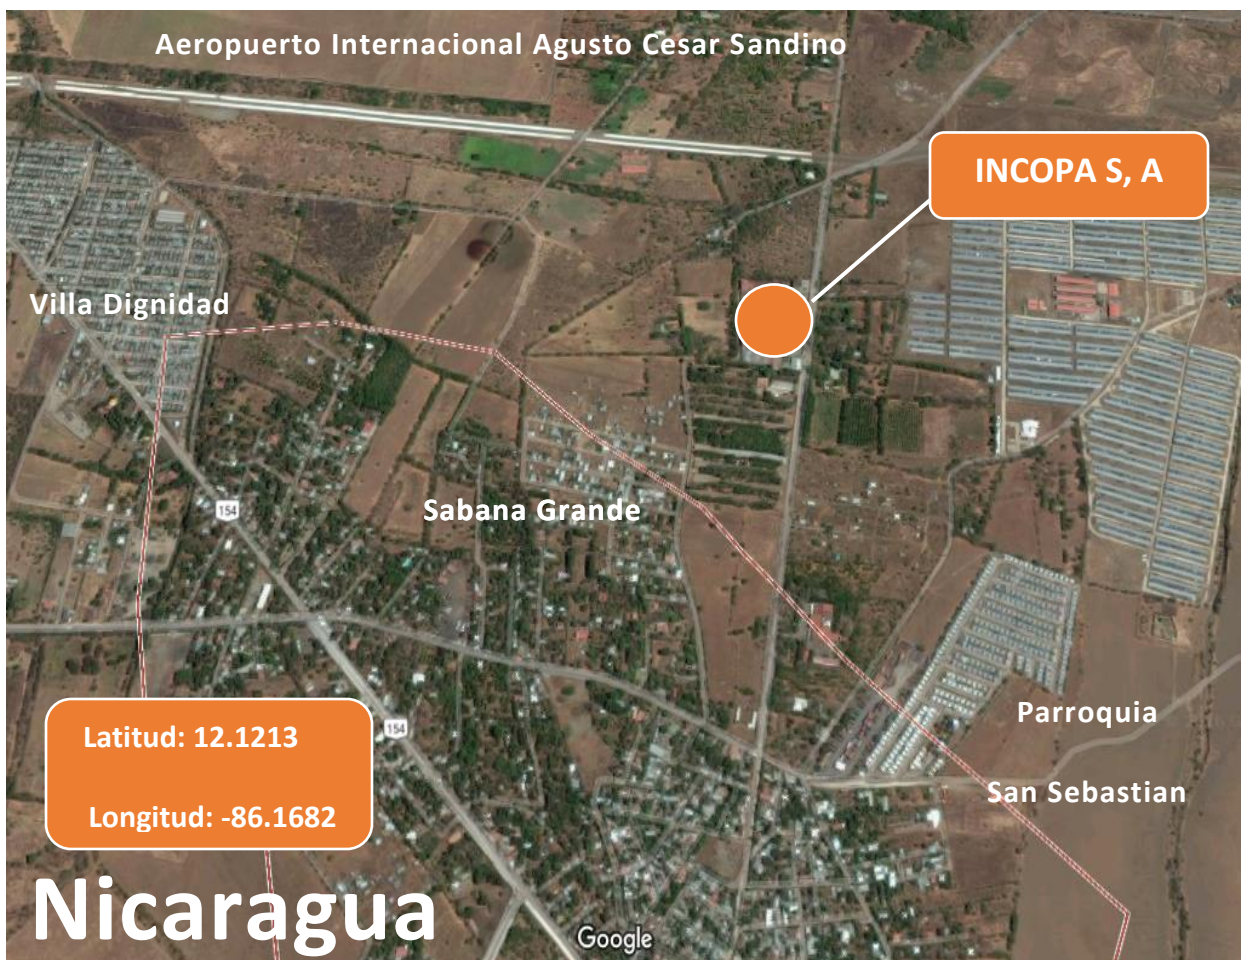 Aeropuerto Internacional Agusto Cesar Sandino
INCOPA S, A
Villa Dignidad
Sabana Grande
154
154
Parroquia
San Sebastian
Latitud: 12.1213
Longitud: -86.1682
Nicaragua
Google